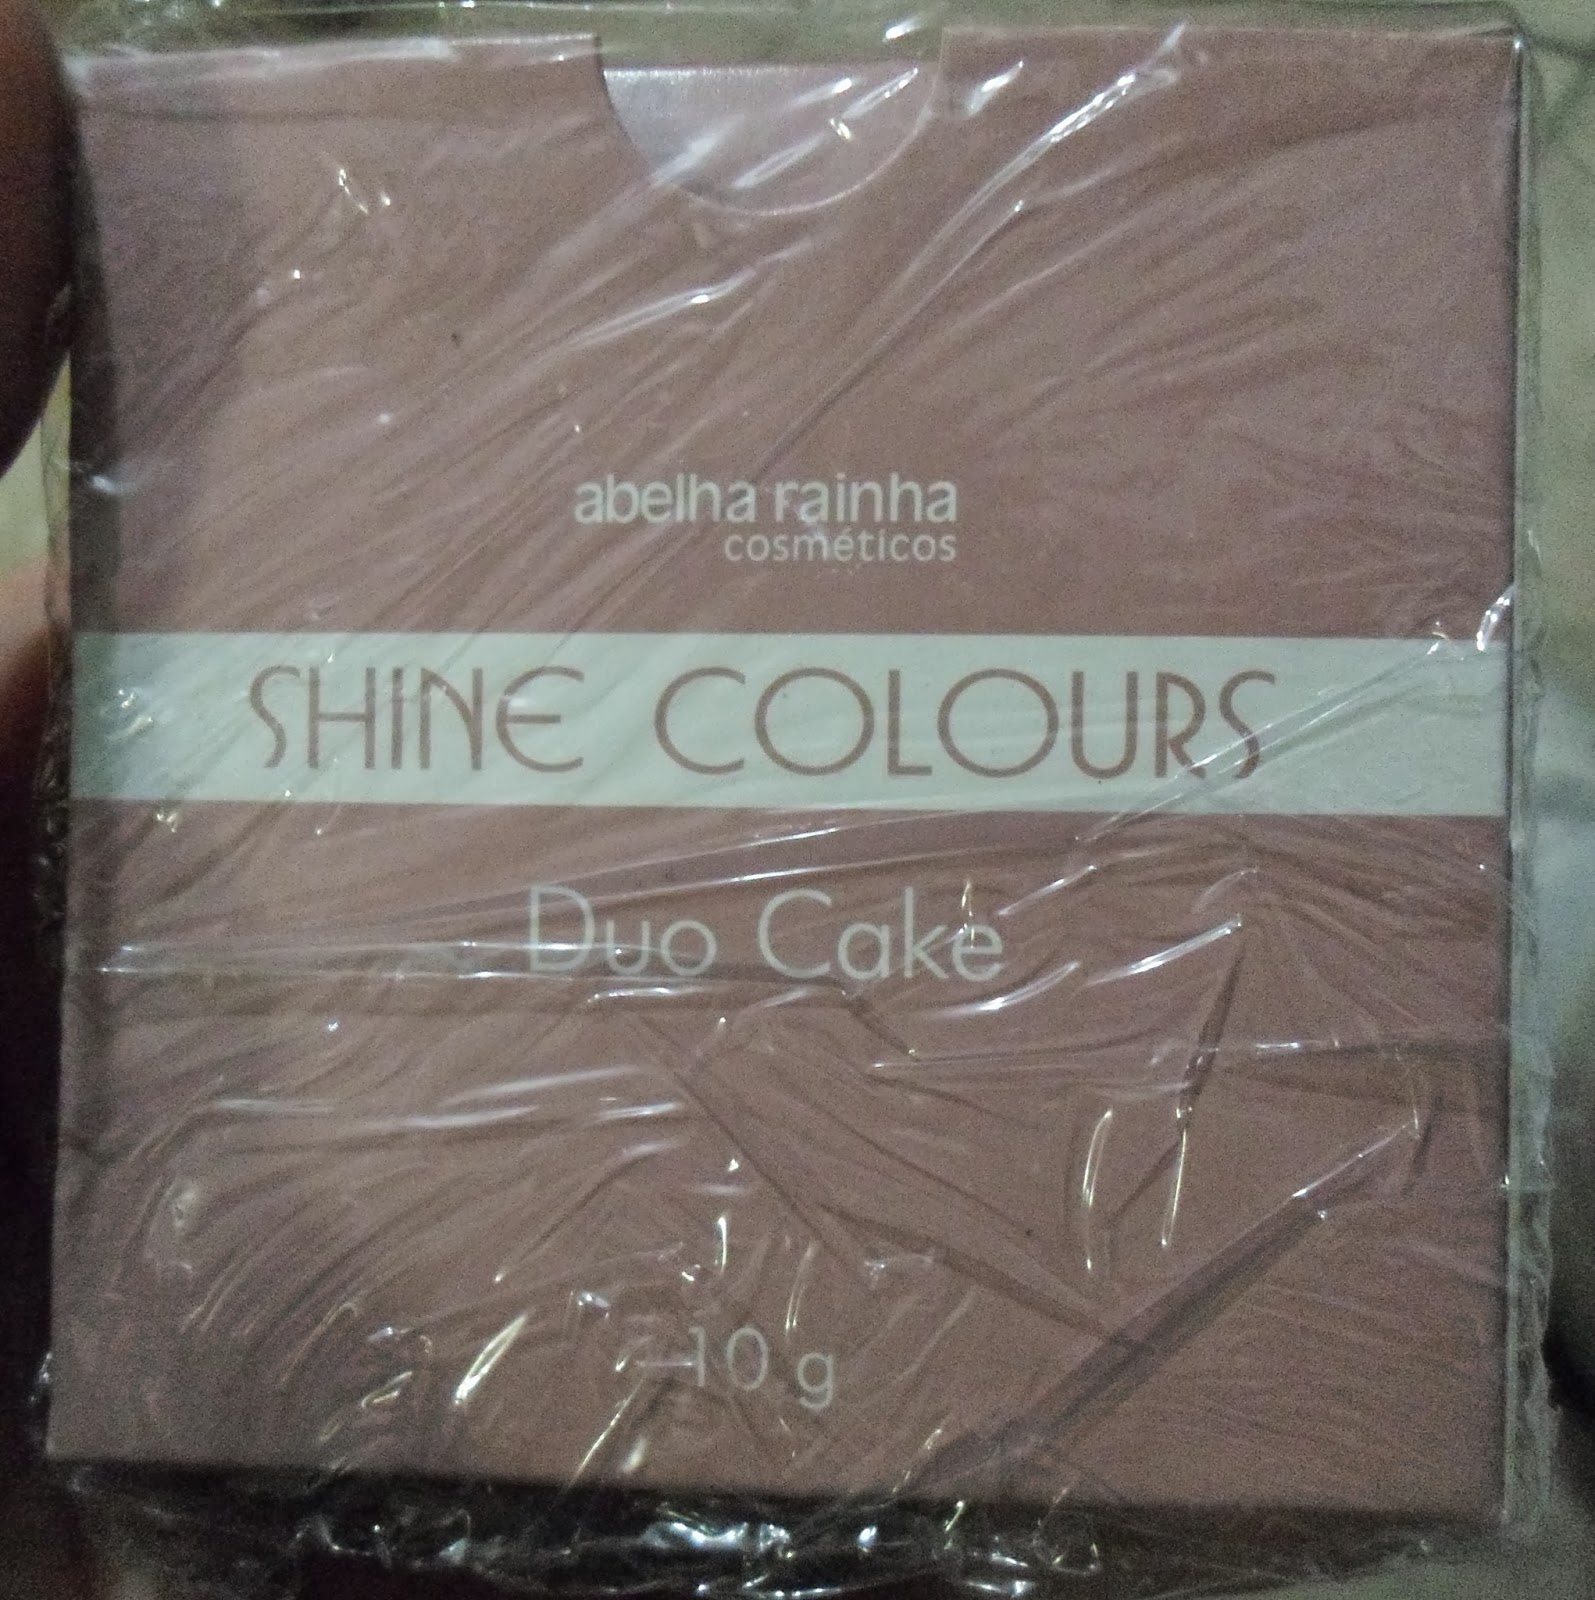 abelha rainha
cosméticos
SHINE COLOURS
Duo Cake
10 g